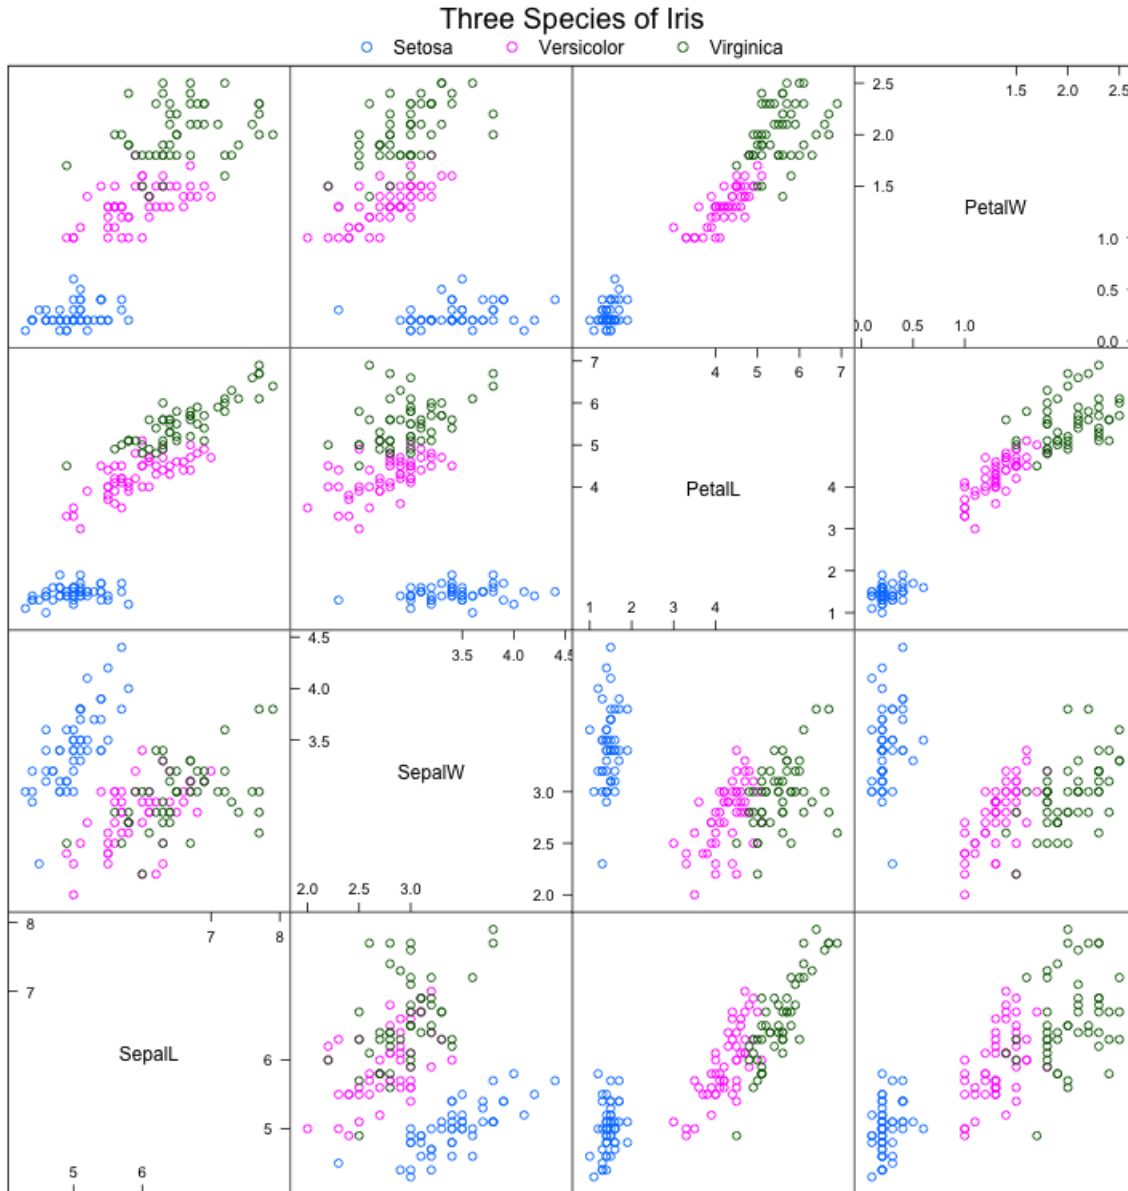 Three Species of Iris
Setosa Versicolor Virginica
1.5 2.0 2.5
2.5
2.0
1.5
PetalW
1.0
0.5
0.0
0.0 0.5 1.0
4 5 6 7
7
6
5
4
PetalL
4
3
2
1
1 2 3 4
3.5 4.0 4.5
4.5
4.0
3.5
SepalW
3.0
2.5
2.0
2.0 2.5 3.0
7 8
8
7
SepalL
6
5
5 6